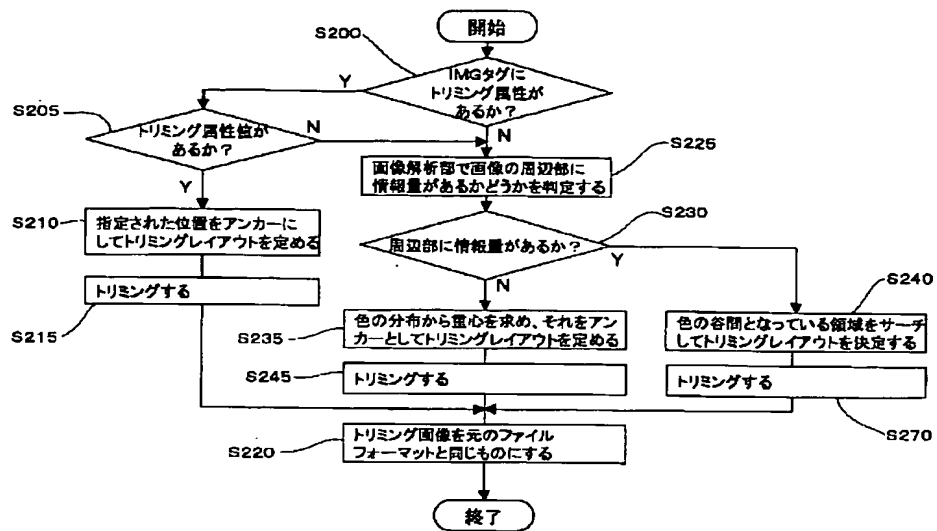 開始
S200
IMGタグに
トリミング属性が
あるか?
Y
N
S205
トリミング属性値が
あるか?
N
Y
S225
画像解析部で画像の周辺部に
情報量があるかどうかを判定する
S210
指定された位置をアンカーに
してトリミングレイアウトを定める
S230
周辺部に情報量があるか?
Y
N
トリミングする
S215
S240
色の谷間となっている領域をサーチ
してトリミングレイアウトを決定する
S235
色の分布から重心を求め、それをアン
カーとしてトリミングレイアウトを定める
S245
トリミングする
トリミングする
S270
S220
トリミング画像を元のファイル
フォーマットと同じものにする
終了